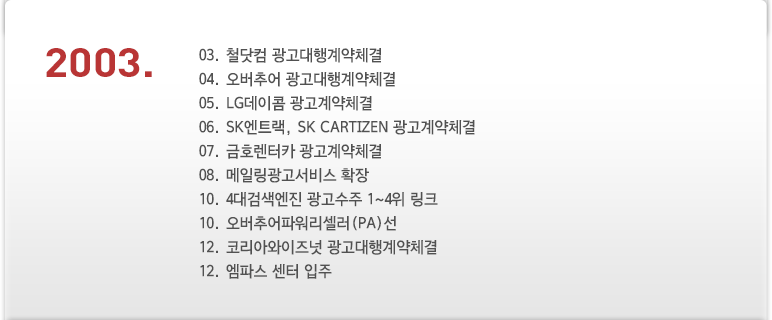 2003.
03. 철닷컴 광고대행계약체결
04. 오버추어 광고대행계약체결
05. LG데이콤 광고계약체결
06. SK엔트랙, SK CARTIZEN 광고계약체결
07. 금호렌터카 광고계약체결
08. 메일링광고서비스 확장
10. 4대검색엔진 광고수주 1~4위 링크
10. 오버추어파워리셀러(PA)선
12. 코리아와이즈넛 광고대행계약체결
12. 엠파스 센터 입주